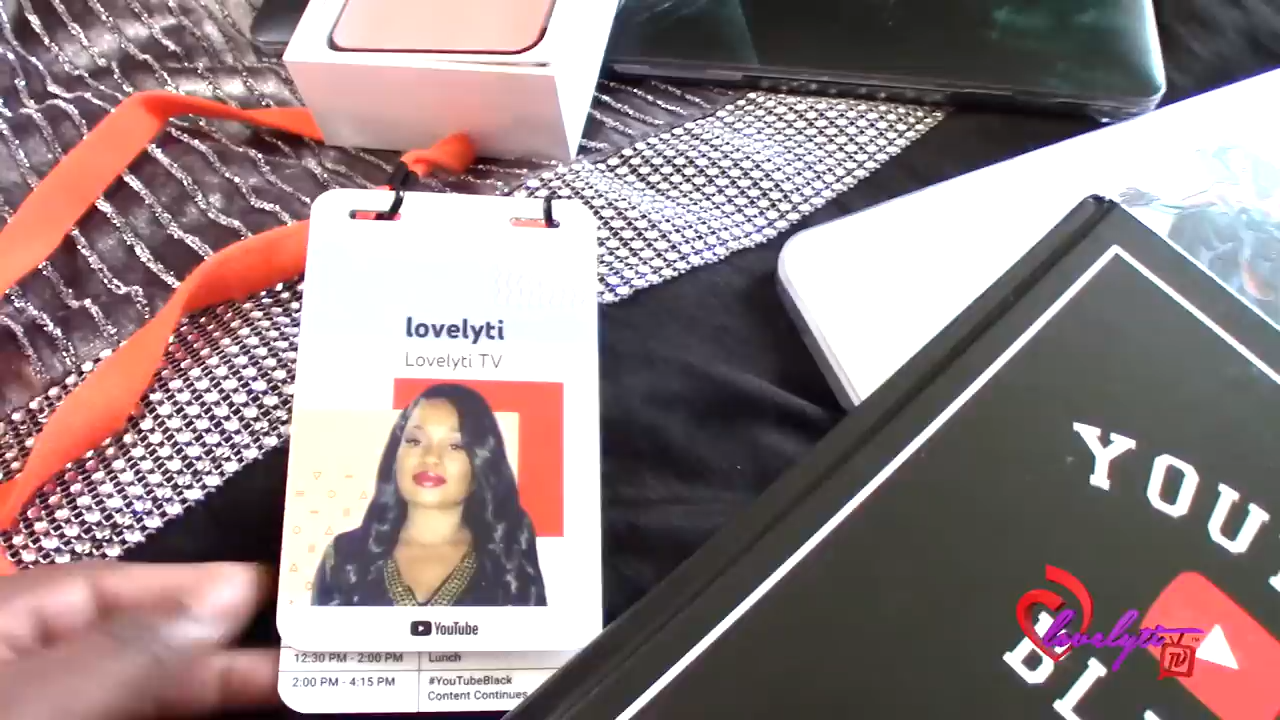 lovelyti
Lovelyti TV
YouTube
12:30 PM - 2:00 PM Lunch
2:00 PM - 4:15 PM #YouTubeBlack
Content Continues
YOU
BL
lovelyti
TV